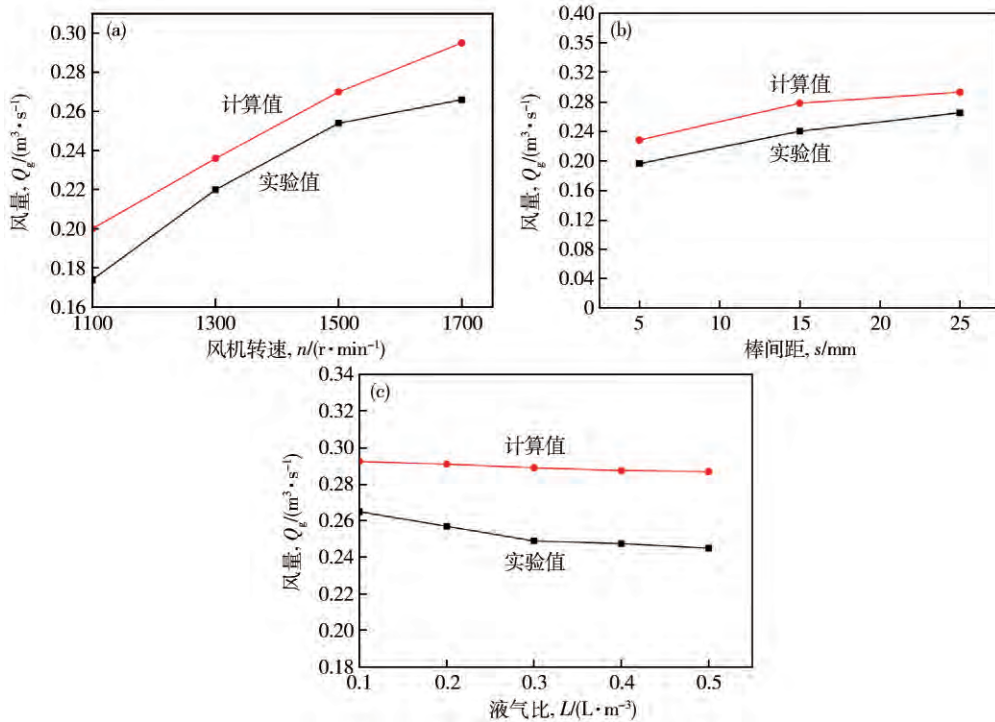 (a)
0.30
0.28
0.26
0.24
0.22
0.20
0.18
0.16
风量, Q_g/(m³·s⁻¹)
计算值
实验值
1100 1300 1500 1700
风机转速, n/(r·min⁻¹)
(b)
0.40
0.35
0.32
0.28
0.24
0.20
0.16
0.12
0.08
0.04
0
风量, Q_g/(m³·s⁻¹)
计算值
实验值
5 10 15 20 25
棒间距, s/mm
(c)
0.34
0.32
0.30
0.28
0.26
0.24
0.22
0.20
0.18
风量, Q_g/(m³·s⁻¹)
计算值
实验值
0.1 0.2 0.3 0.4 0.5
液气比, L/(L·m⁻³)